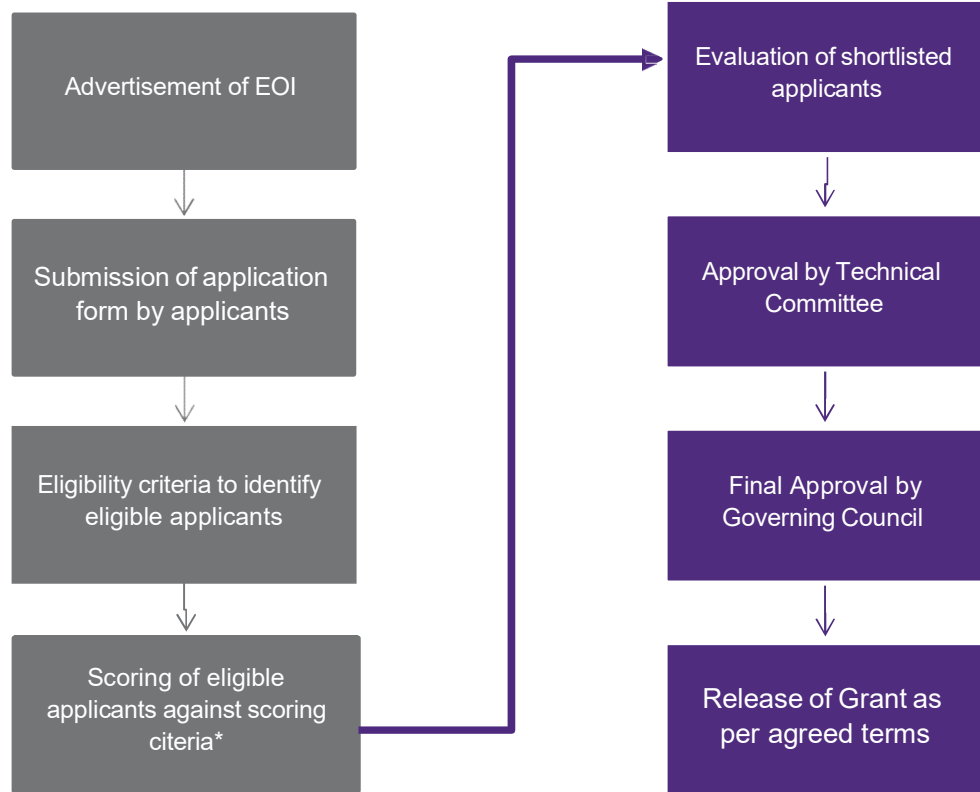 Advertisement of EOI
Submission of application
form by applicants
Eligibility criteria to identify
eligible applicants
Scoring of eligible
applicants against scoring
citeria*
Evaluation of shortlisted
applicants
Approval by Technical
Committee
Final Approval by
Governing Council
Release of Grant as
per agreed terms